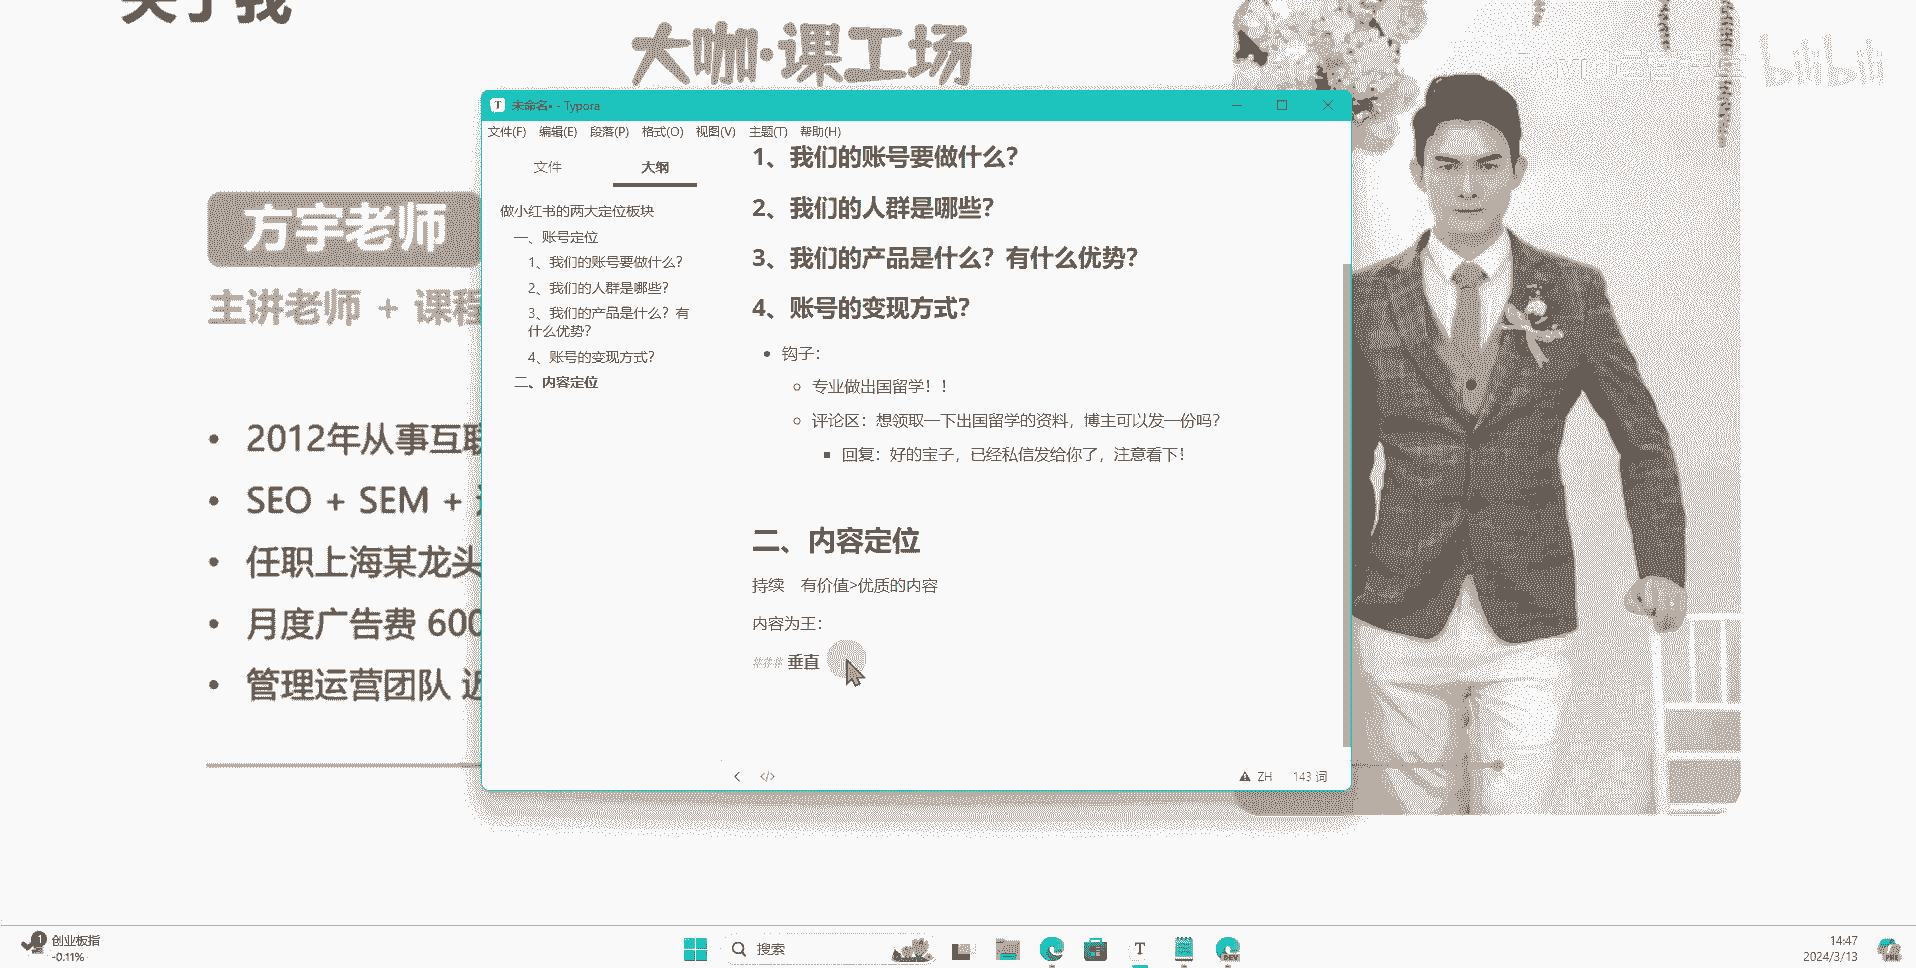 关于我
大咖·课工场
bilibili
未命名• - Typora
文件(F) 编辑(E) 段落(P) 格式(O) 视图(V) 主题(T) 帮助(H)
文件 大纲
做小红书的两大定位板块
一、账号定位
1、我们的账号要做什么?
2、我们的人群是哪些?
3、我们的产品是什么?有
什么优势?
4、账号的变现方式?
二、内容定位
1、我们的账号要做什么?
2、我们的人群是哪些?
3、我们的产品是什么?有什么优势?
4、账号的变现方式?
钩子:
专业做出国留学!!
评论区:想领取一下出国留学的资料,博主可以发一份吗?
回复:好的宝子,已经私信发给你了,注意看下!
二、内容定位
持续 有价值>优质的内容
内容为王:
### 垂直
</> ZH 143 词
方宇老师
主讲老师 + 课程
2012年从事互联
SEO + SEM +
任职上海某龙头
月度广告费 600
管理运营团队 近
1
创业板指
-0.11%
搜索
T
DEV
14:47
2024/3/13
PRE